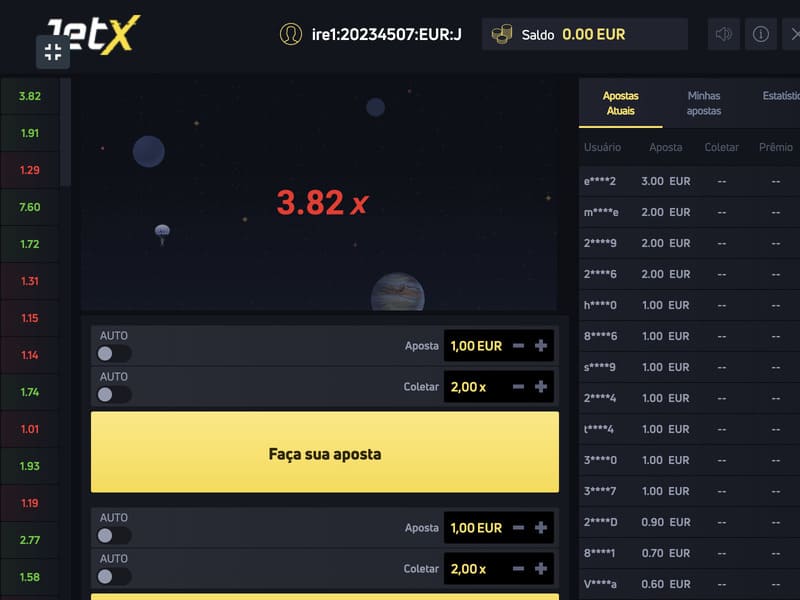 JetX
ire1:20234507:EUR:J
Saldo 0.00 EUR
3.82
1.91
1.29
7.60
1.72
1.31
1.15
1.14
1.74
1.01
1.93
1.19
2.77
1.58
3.82 x
AUTO
Aposta 1,00 EUR
AUTO
Coletar 2,00 x
Faça sua aposta
AUTO
Aposta 1,00 EUR
AUTO
Coletar 2,00 x
Apostas Minhas
Atuais apostas
Usuário Aposta Coletar Prêmio
e****2 3.00 EUR -- --
m****e 2.00 EUR -- --
2****9 2.00 EUR -- --
2****6 2.00 EUR -- --
h****0 1.00 EUR -- --
8****6 1.00 EUR -- --
s****9 1.00 EUR -- --
2****4 1.00 EUR -- --
t****4 1.00 EUR -- --
3****0 1.00 EUR -- --
3****7 1.00 EUR -- --
2****D 0.90 EUR -- --
8****1 0.70 EUR -- --
V****a 0.60 EUR -- --